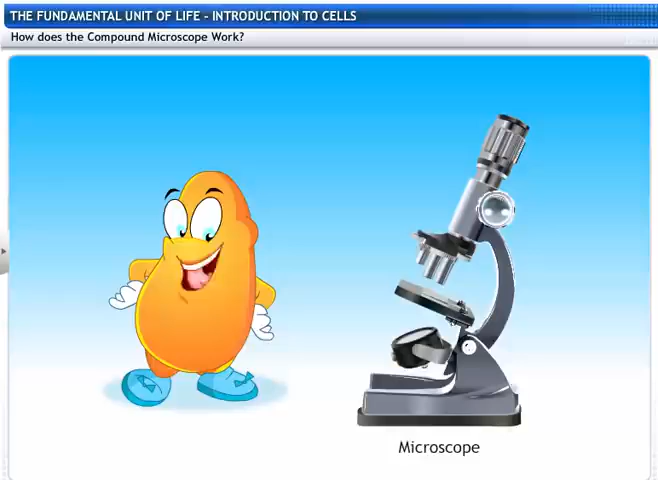 THE FUNDAMENTAL UNIT OF LIFE - INTRODUCTION TO CELLS
How does the Compound Microscope Work?
Microscope